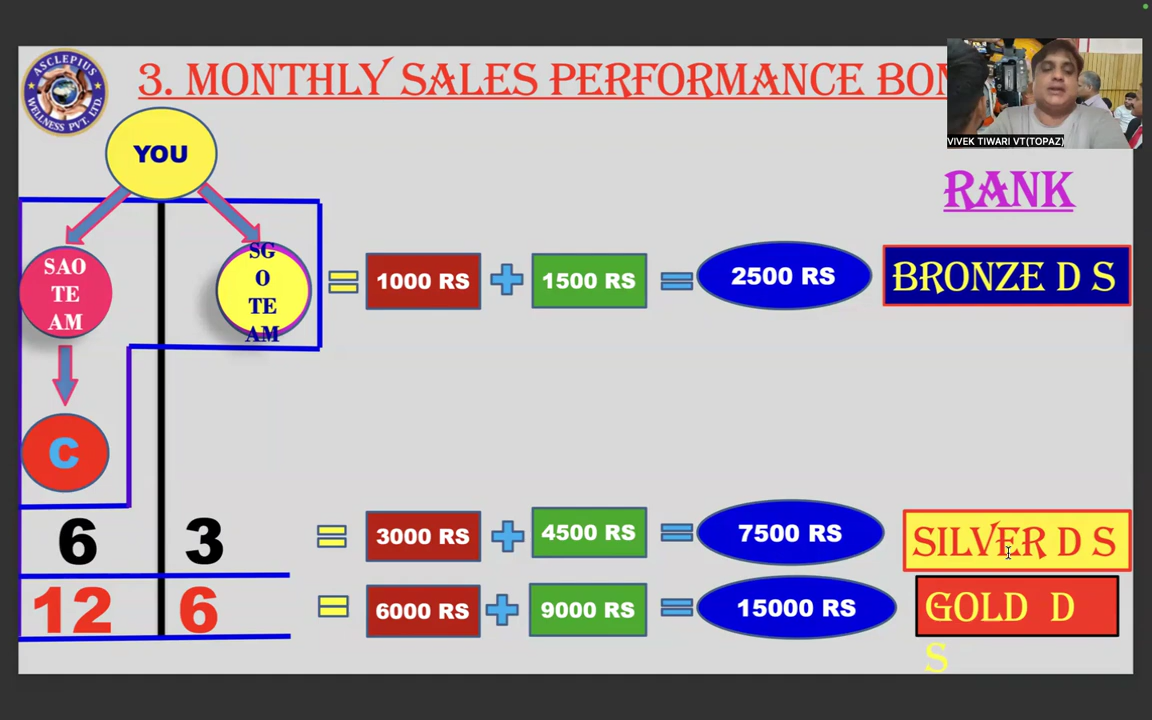 ASCLEPIUS
WELLNESS PVT. LTD.
3. MONTHLY SALES PERFORMANCE BON
VIVEK TIWARI VT(TOPAZ)
YOU
RANK
SAO
TE
AM
SG
O
TE
AM
1000 RS
1500 RS
2500 RS
BRONZE D S
C
6 3
3000 RS
4500 RS
7500 RS
SILVER D S
12 6
6000 RS
9000 RS
15000 RS
GOLD D
S